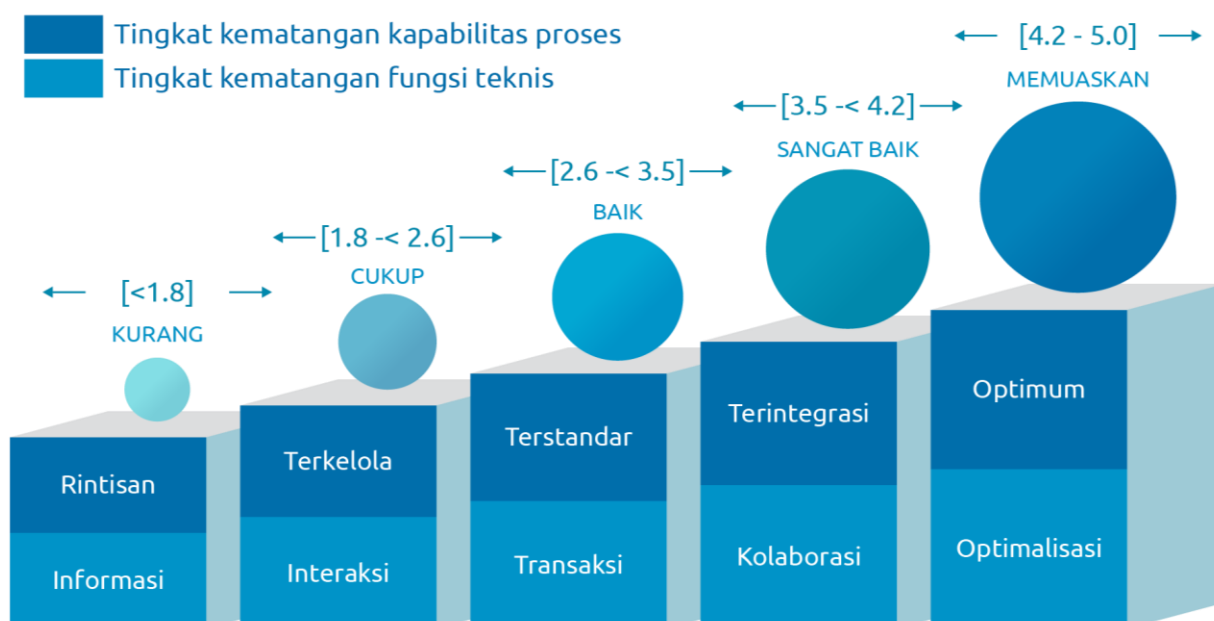 Tingkat kematangan kapabilitas proses
Tingkat kematangan fungsi teknis
[<1.8]
KURANG
Rintisan
Informasi
[1.8 -< 2.6]
CUKUP
Terkelola
Interaksi
[2.6 -< 3.5]
BAIK
Terstandar
Transaksi
[3.5 -< 4.2]
SANGAT BAIK
Terintegrasi
Kolaborasi
[4.2 - 5.0]
MEMUASKAN
Optimum
Optimalisasi